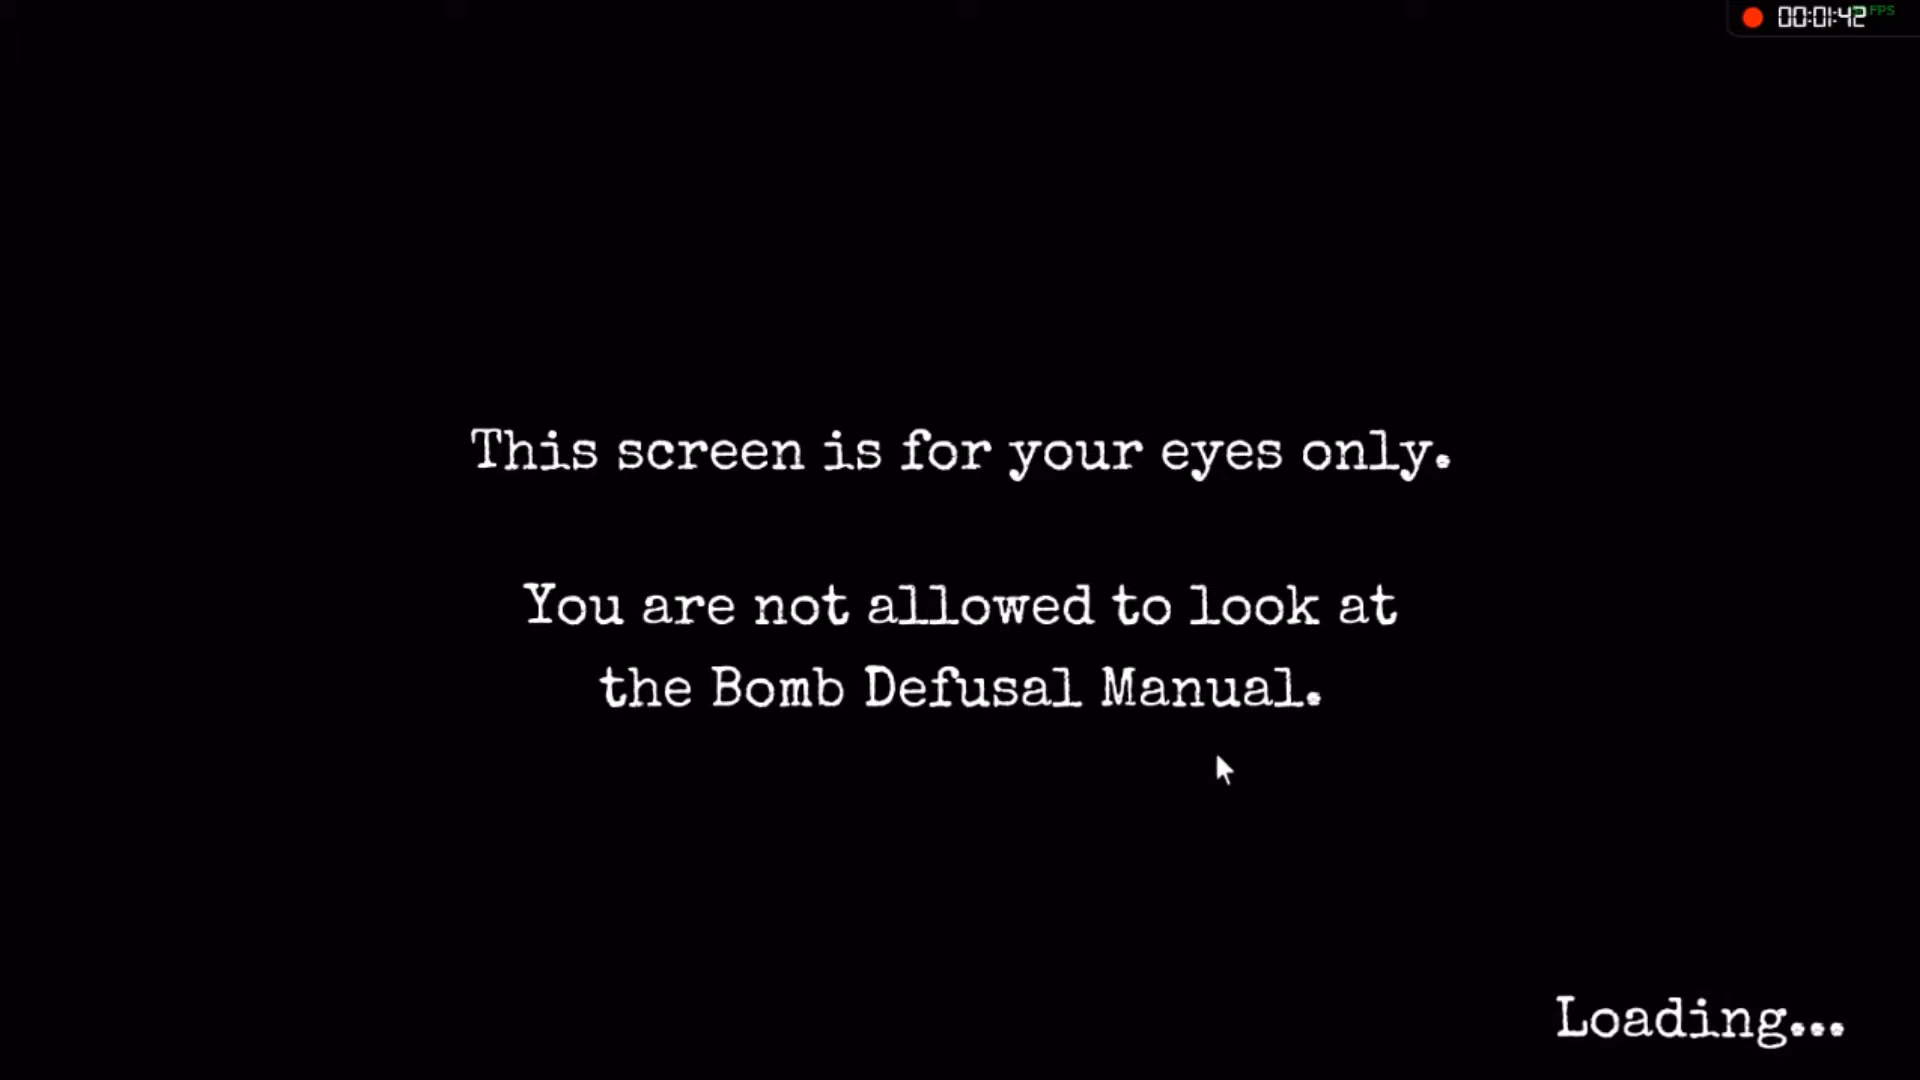 00:01:42 FPS
This screen is for your eyes only.
You are not allowed to look at
the Bomb Defusal Manual.
Loading...